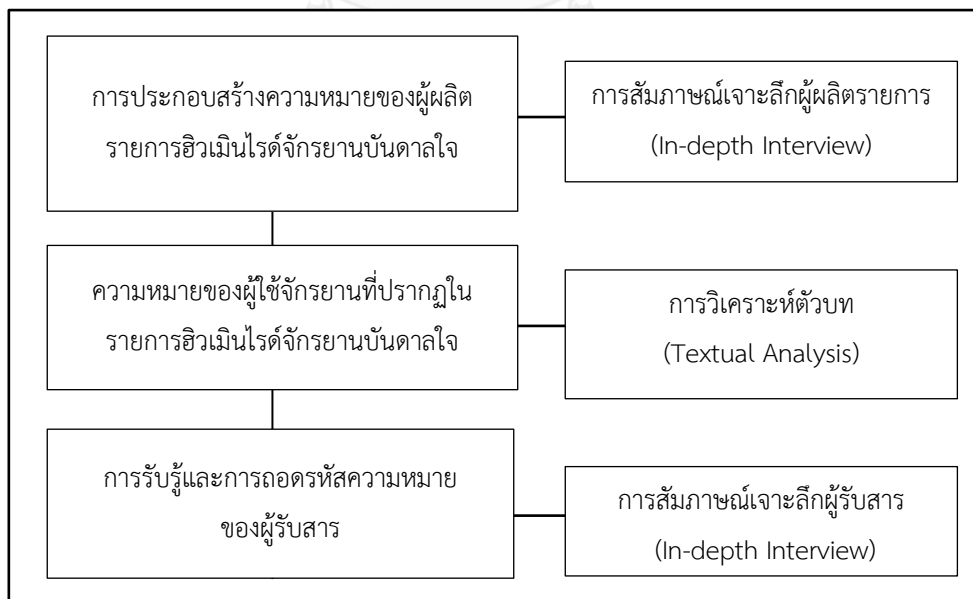 การประกอบสร้างความหมายของผู้ผลิต
รายการฮิวเมินไรด์จักรยานบันดาลใจ
การสัมภาษณ์เจาะลึกผู้ผลิตรายการ
(In-depth Interview)
ความหมายของผู้ใช้จักรยานที่ปรากฏใน
รายการฮิวเมินไรด์จักรยานบันดาลใจ
การวิเคราะห์ตัวบท
(Textual Analysis)
การรับรู้และการถอดรหัสความหมาย
ของผู้รับสาร
การสัมภาษณ์เจาะลึกผู้รับสาร
(In-depth Interview)